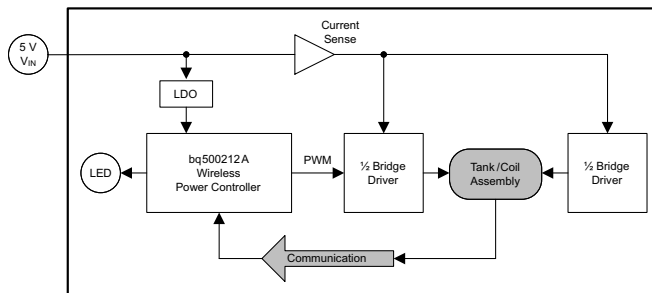 Current
Sense
5 V
VIN
LDO
bq500212A
Wireless
Power Controller
LED
PWM
½ Bridge
Driver
Tank/Coil
Assembly
½ Bridge
Driver
Communication